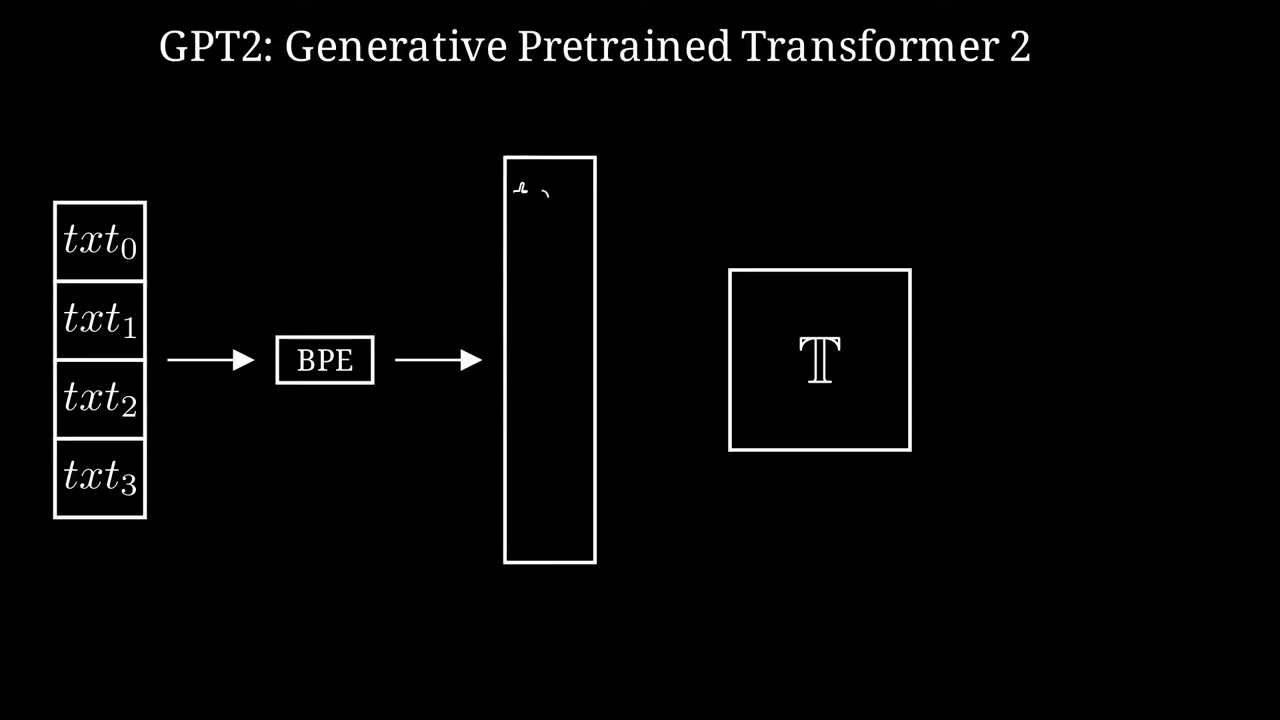 GPT2: Generative Pretrained Transformer 2
txt₀
txt₁
txt₂
txt₃
BPE
𝕋